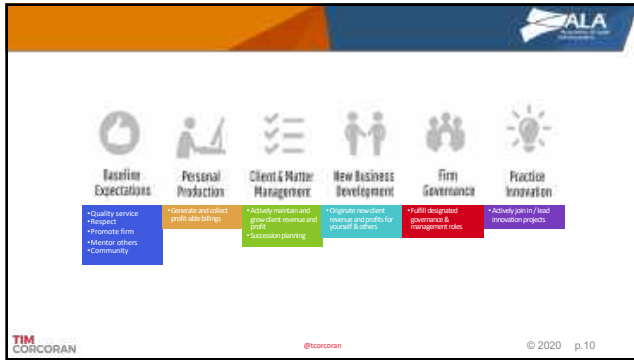 ALA
Baseline
Expectations
Personal
Production
Client & Matter
Management
New Business
Development
Firm
Governance
Practice
Innovation
• Quality service
• Respect
• Promote firm
• Mentor others
• Community
• Generate and collect
profit-able billings
• Actively maintain and
grow client revenue and
profit
• Succession planning
• Originate new client
revenue and profits for
yourself & others
• Fulfill designated
governance &
management roles
• Actively join in / lead
innovation projects
TIM
CORCORAN
@tcorcoran
© 2020 p.10